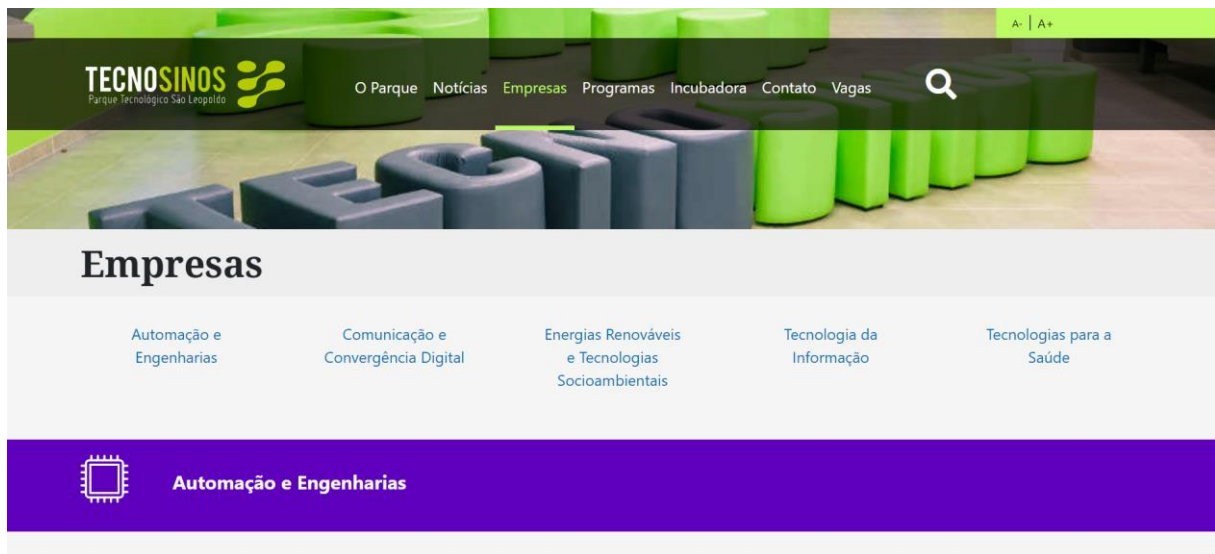 A- | A+
TECNOSINOS
Parque Tecnológico São Leopoldo
O Parque Notícias Empresas Programas Incubadora Contato Vagas
TECNOSINOS
Empresas
Automação e
Engenharias
Comunicação e
Convergência Digital
Energias Renováveis
e Tecnologias
Socioambientais
Tecnologia da
Informação
Tecnologias para a
Saúde
Automação e Engenharias